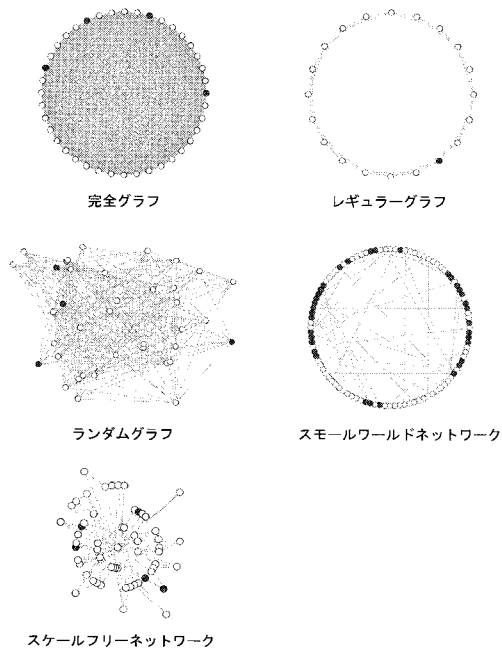 完全グラフ
レギュラーグラフ
ランダムグラフ
スモールワールドネットワーク
スケールフリーネットワーク